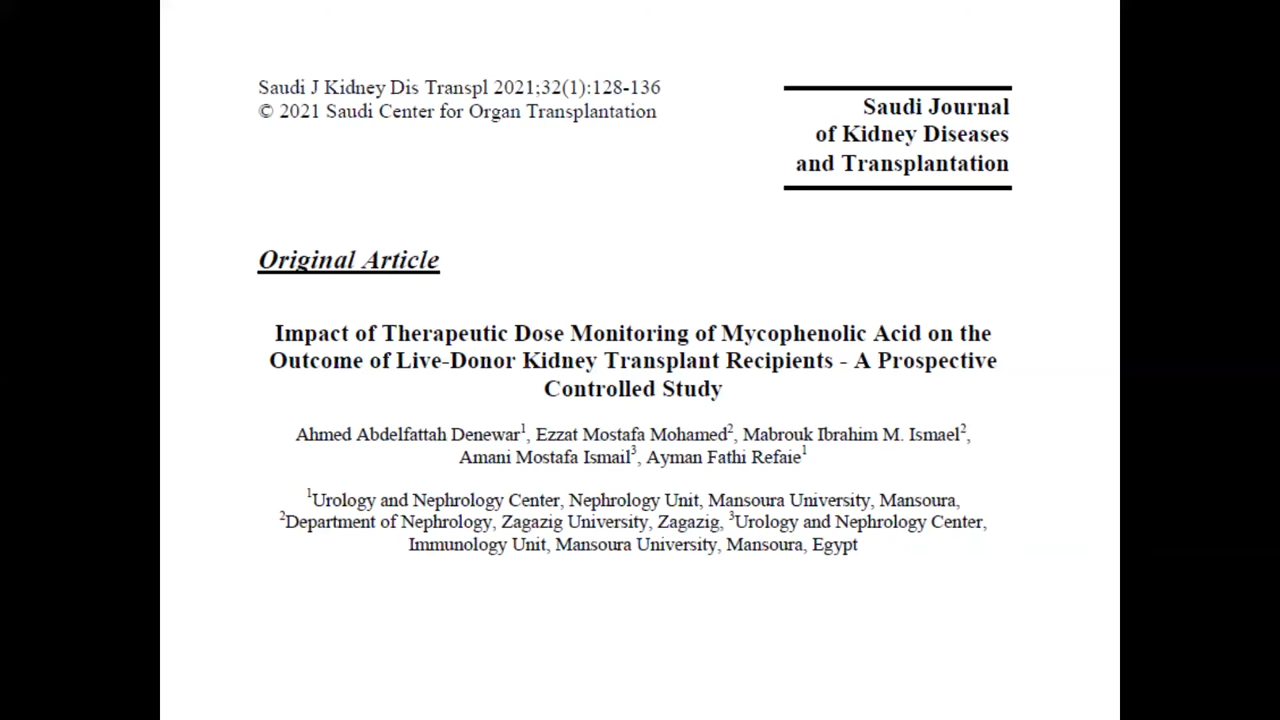 Saudi J Kidney Dis Transpl 2021;32(1):128-136
© 2021 Saudi Center for Organ Transplantation
Saudi Journal
of Kidney Diseases
and Transplantation
Original Article
Impact of Therapeutic Dose Monitoring of Mycophenolic Acid on the
Outcome of Live-Donor Kidney Transplant Recipients - A Prospective
Controlled Study
Ahmed Abdelfattah Denewar¹, Ezzat Mostafa Mohamed², Mabrouk Ibrahim M. Ismael²,
Amani Mostafa Ismail³, Ayman Fathi Refaie¹
¹Urology and Nephrology Center, Nephrology Unit, Mansoura University, Mansoura,
²Department of Nephrology, Zagazig University, Zagazig, ³Urology and Nephrology Center,
Immunology Unit, Mansoura University, Mansoura, Egypt